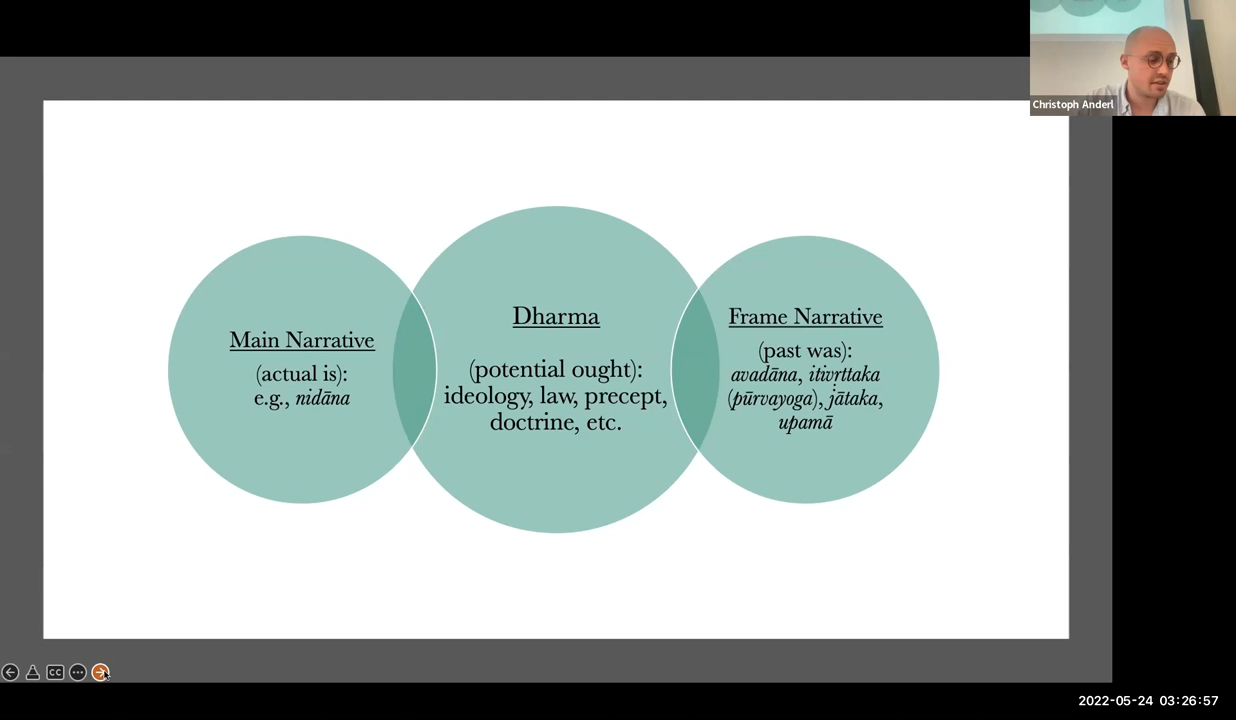 Christoph Anderl
Main Narrative
(actual is):
e.g., nidāna
Dharma
(potential ought):
ideology, law, precept,
doctrine, etc.
Frame Narrative
(past was):
avadāna, itivṛttaka
(pūrvayoga), jātaka,
upamā
CC
2022-05-24 03:26:57